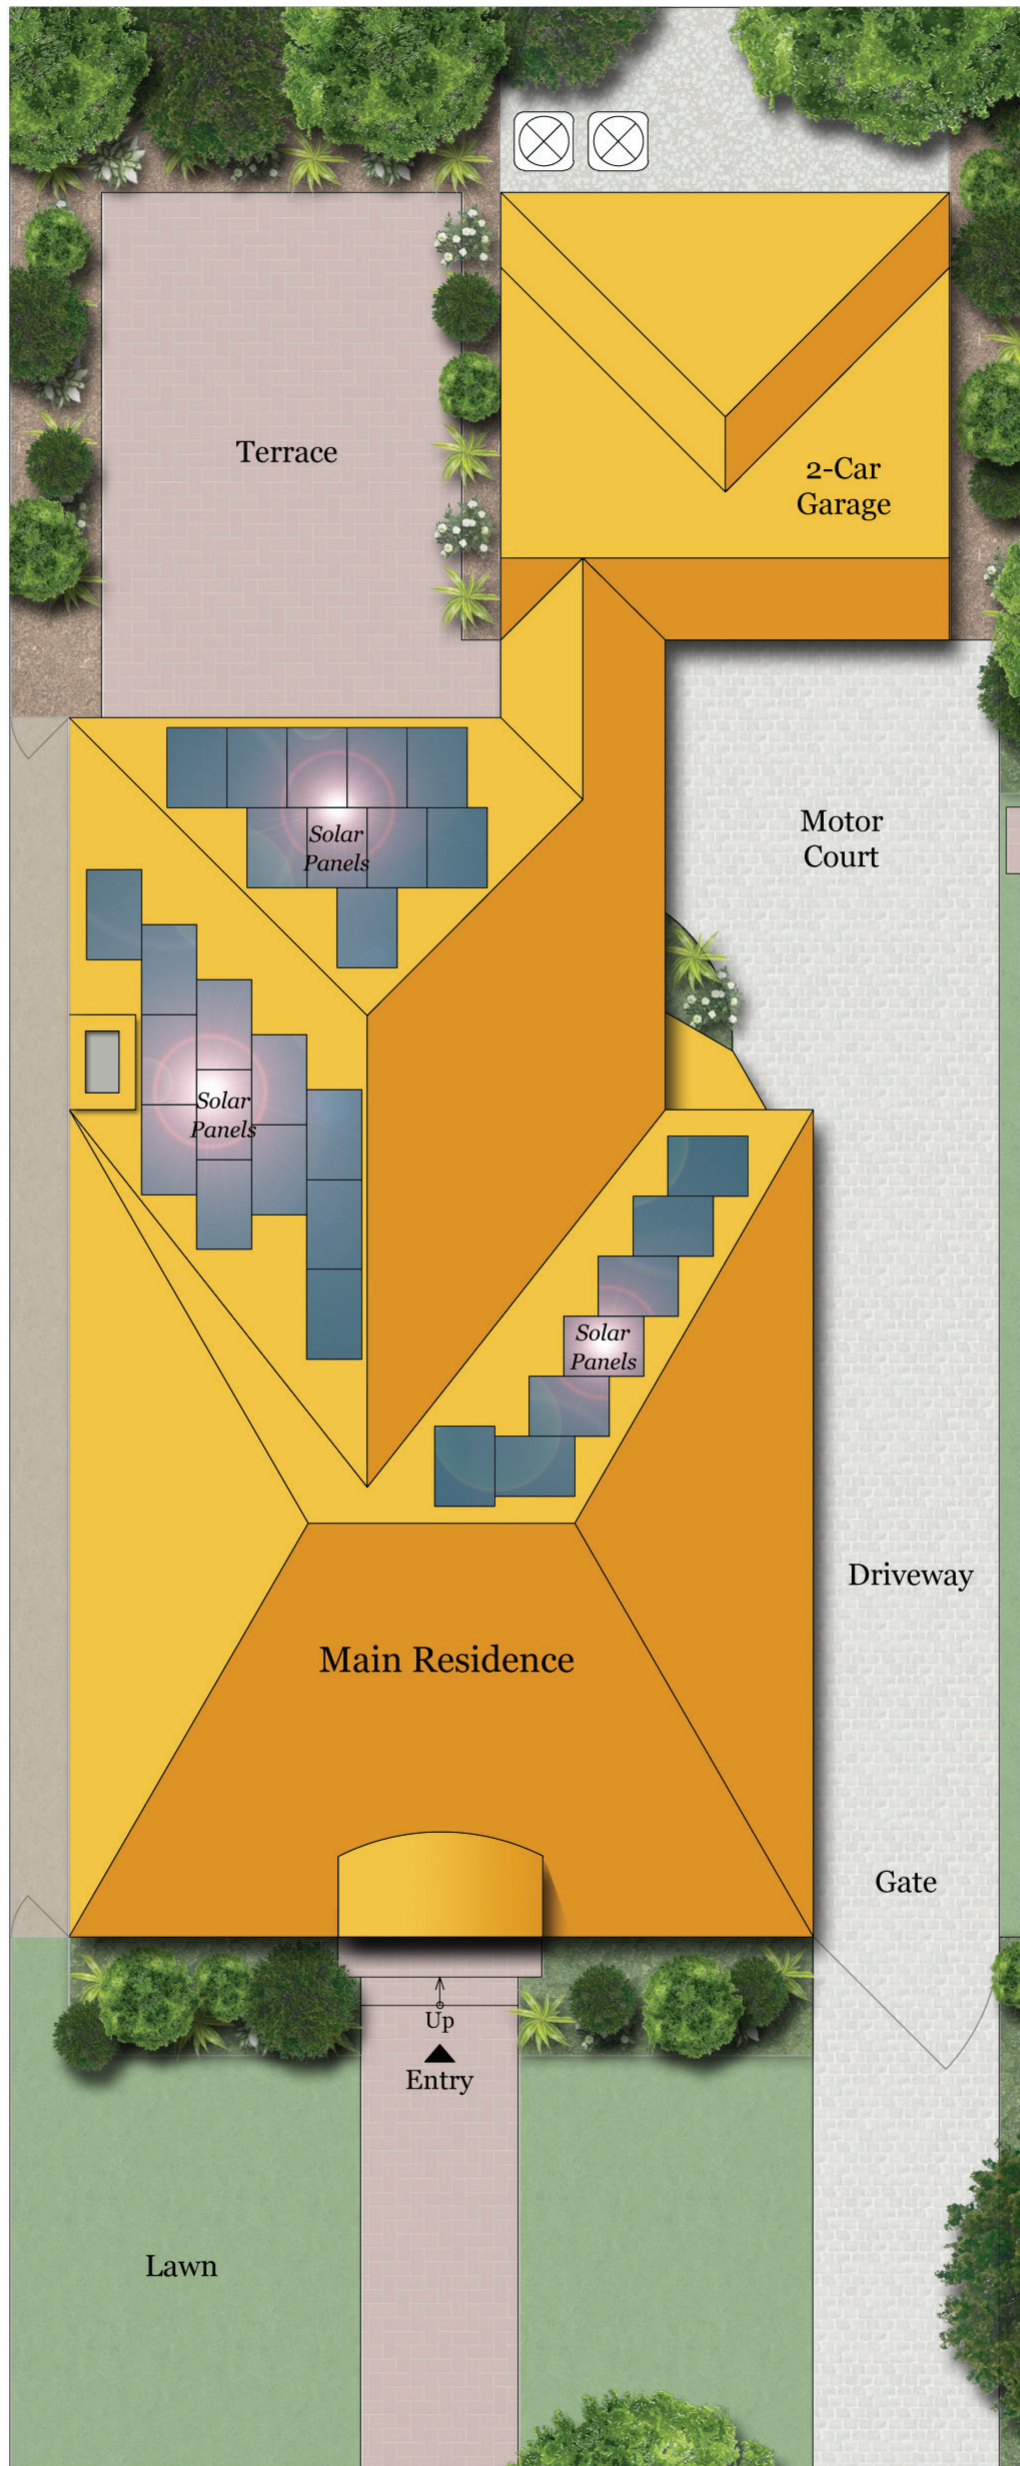 Terrace
2-Car
Garage
Motor
Court
Solar
Panels
Solar
Panels
Solar
Panels
Driveway
Main Residence
Gate
Up
Entry
Lawn